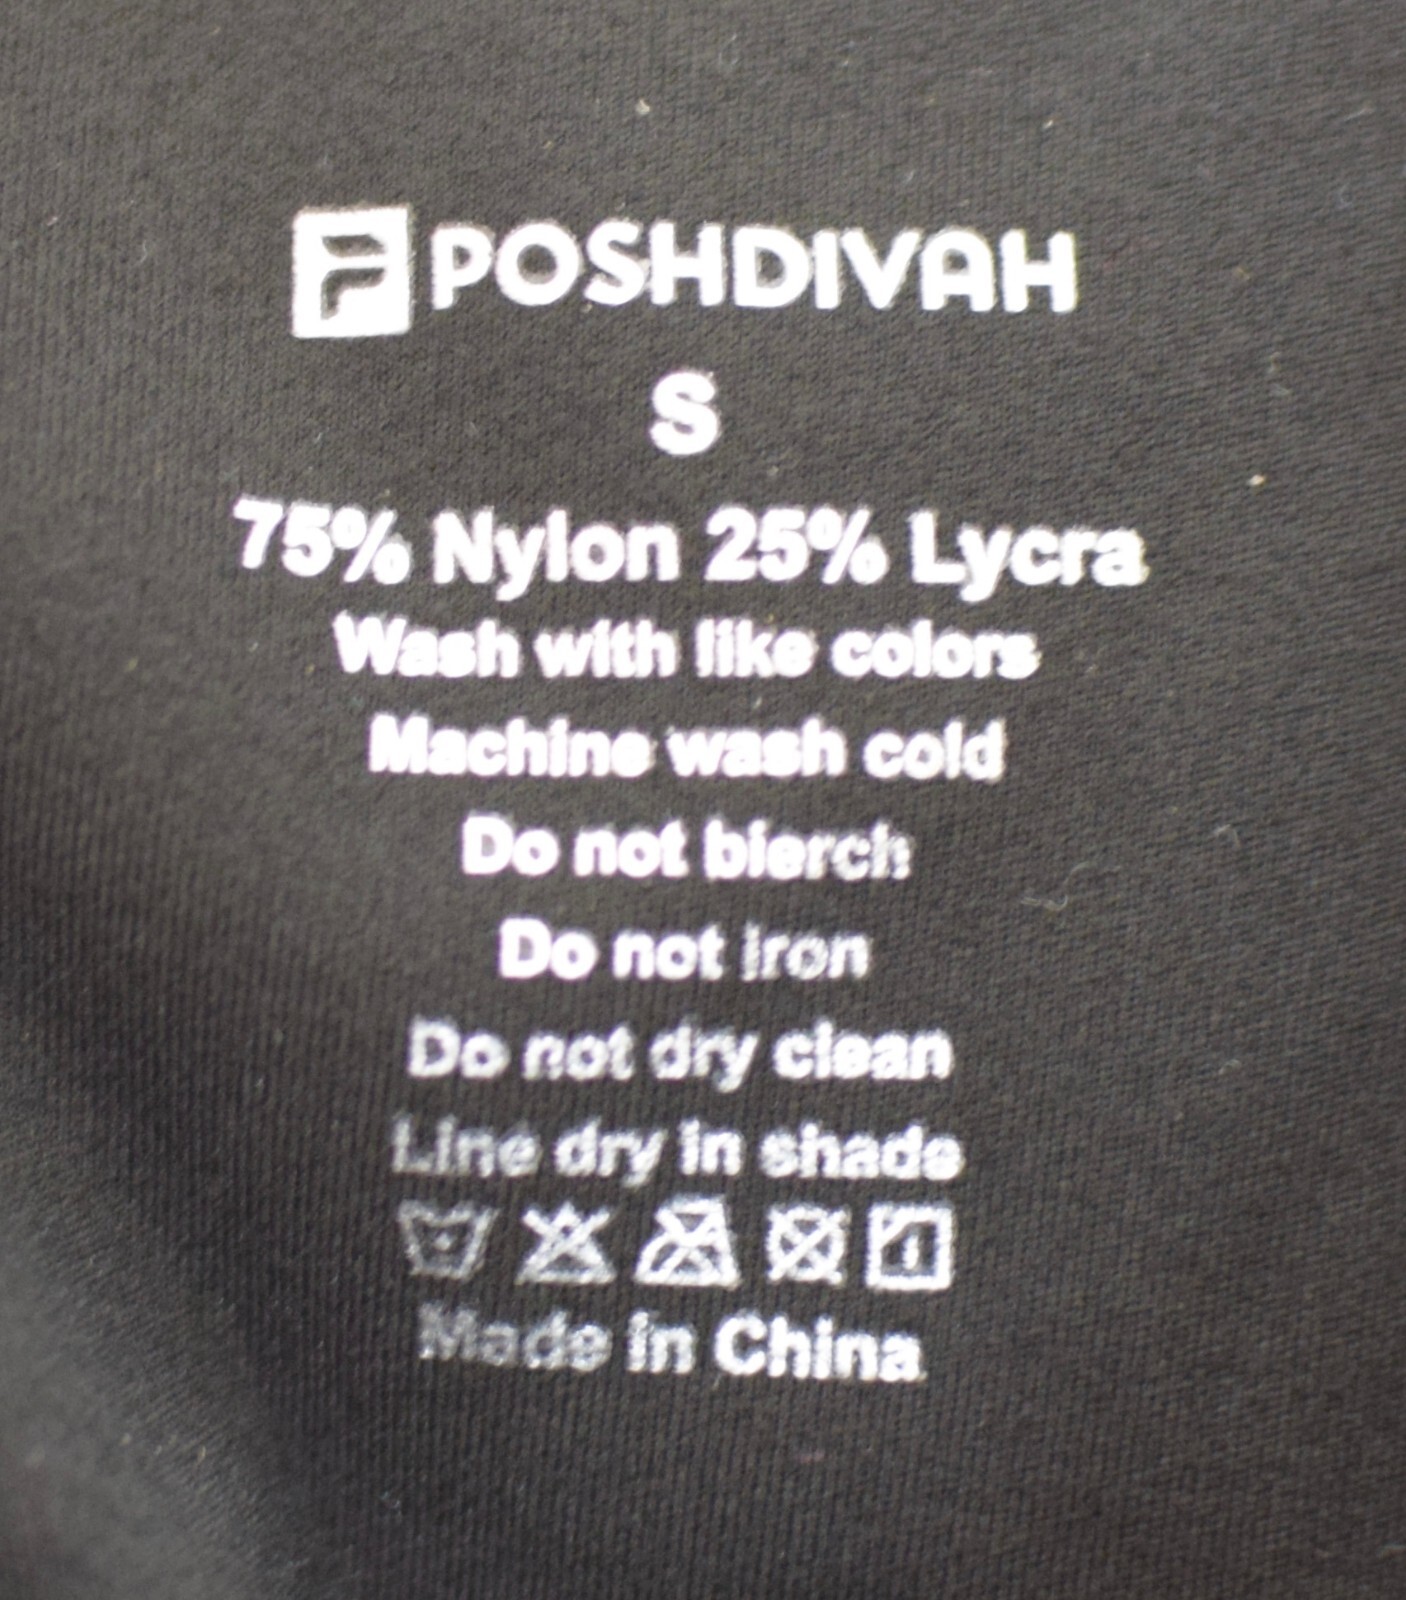 POSHDIVAH
S
75% Nylon 25% Lycra
Wash with like colors
Machine wash cold
Do not bierch
Do not iron
Do not dry clean
Line dry in shade
Made in China